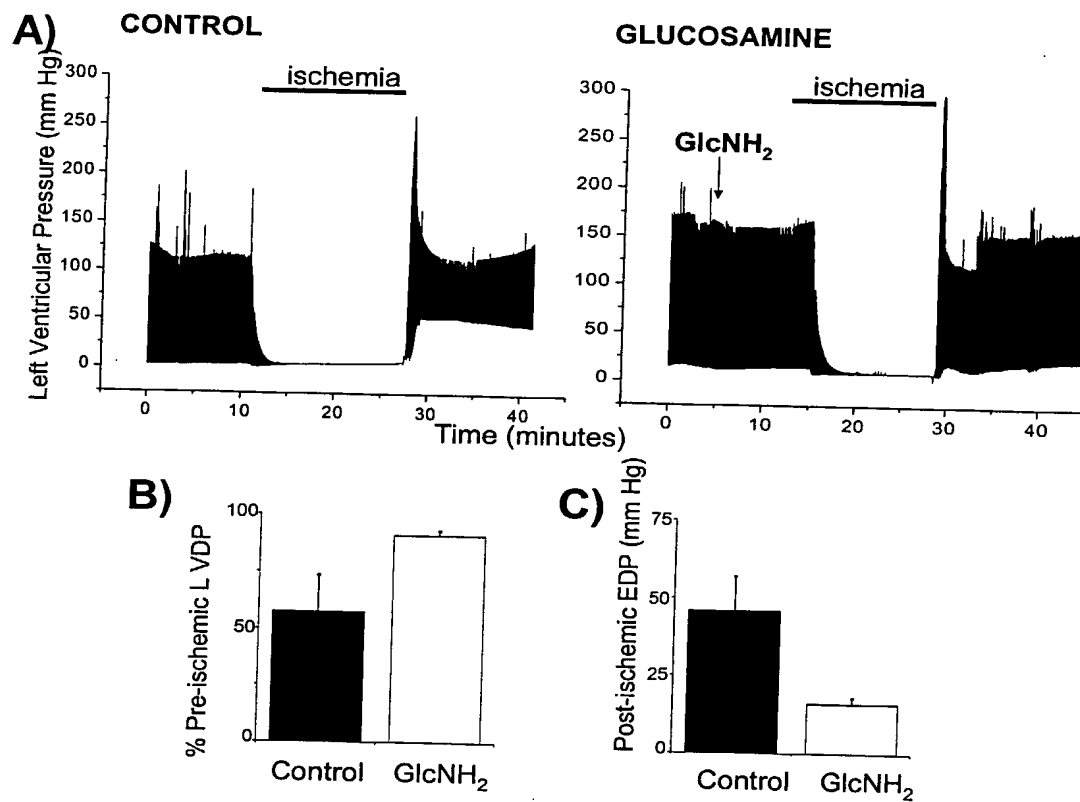 A) CONTROL
GLUCOSAMINE
Left Ventricular Pressure (mm Hg)
300
250
200
150
100
50
0
ischemia
0
10
20
30
40
300
250
200
150
100
50
0
GlcNH2
ischemia
0
10
20
30
40
Time (minutes)
B)
% Pre-ischemic L VDP
100
50
0
Control
GlcNH2
C)
Post-ischemic EDP (mm Hg)
75
50
25
0
Control
GlcNH2